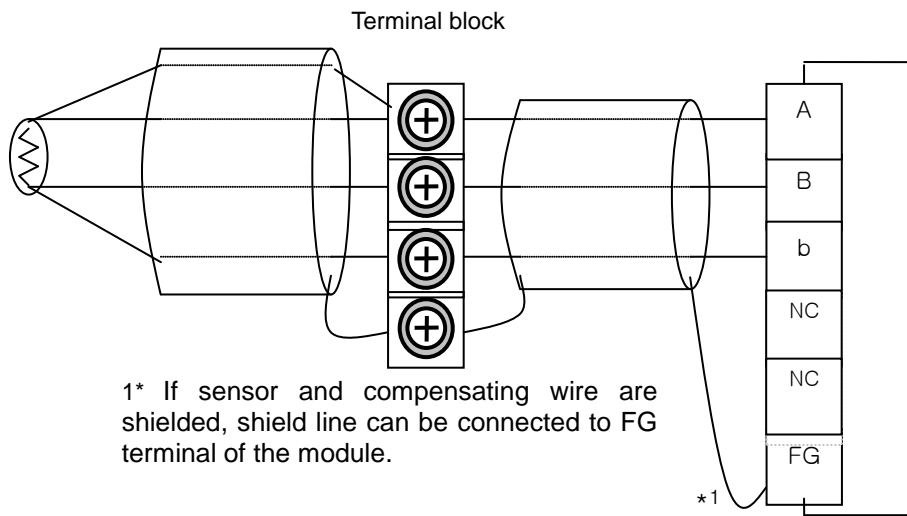 Terminal block
A
B
b
NC
NC
FG
1* If sensor and compensating wire are
shielded, shield line can be connected to FG
terminal of the module.
*1